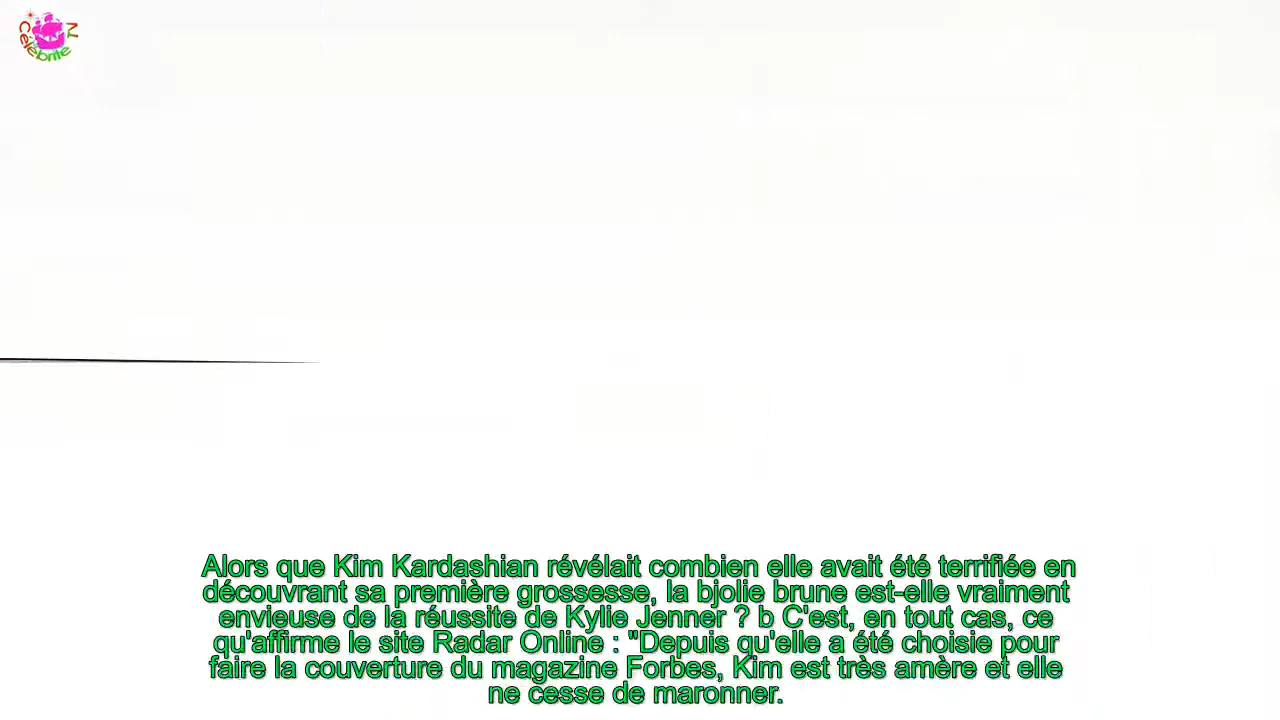 Célébrité N
Alors que Kim Kardashian révélait combien elle avait été terrifiée en
découvrant sa première grossesse, la bjolie brune est-elle vraiment
envieuse de la réussite de Kylie Jenner ? b C'est, en tout cas, ce
qu'affirme le site Radar Online : "Depuis qu'elle a été choisie pour
faire la couverture du magazine Forbes, Kim est très amère et elle
ne cesse de maronner.